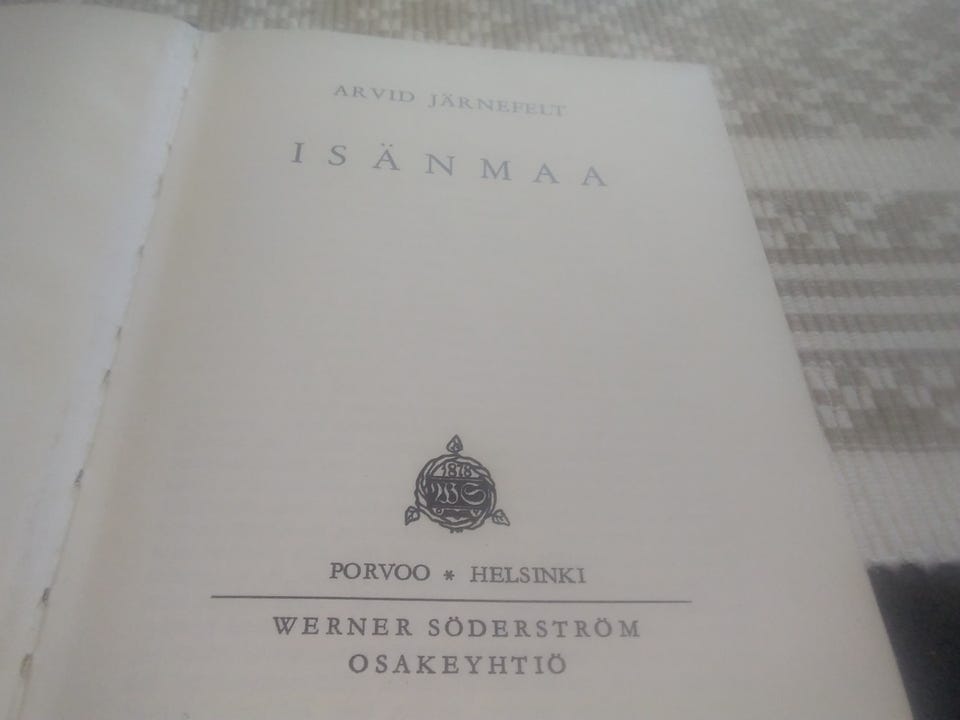 ARVID JÄRNEFELT
ISÄNMAA
1878
WS
PORVOO * HELSINKI
WERNER SÖDERSTRÖM
OSAKEYHTIÖ